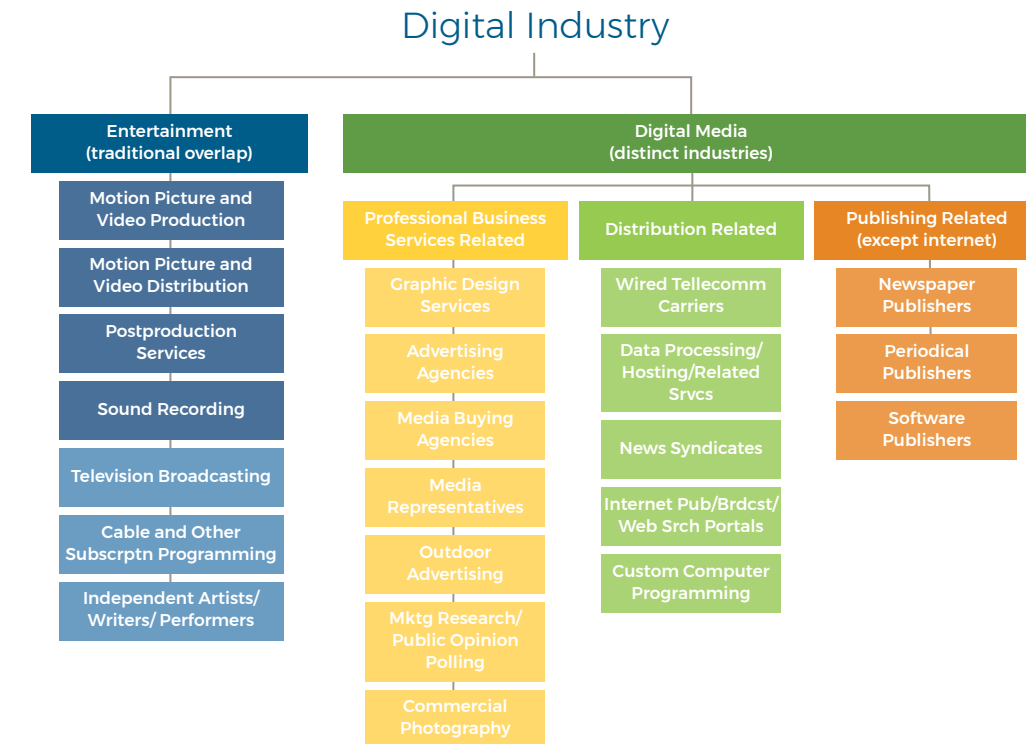 Digital Industry
Entertainment
(traditional overlap)
Motion Picture and
Video Production
Motion Picture and
Video Distribution
Postproduction
Services
Sound Recording
Television Broadcasting
Cable and Other
Subscrptn Programming
Independent Artists/
Writers/ Performers
Digital Media
(distinct industries)
Professional Business
Services Related
Graphic Design
Services
Advertising
Agencies
Media Buying
Agencies
Media
Representatives
Outdoor
Advertising
Mktg Research/
Public Opinion
Polling
Commercial
Photography
Distribution Related
Wired Tellecomm
Carriers
Data Processing/
Hosting/Related
Srvcs
News Syndicates
Internet Pub/Brdcst/
Web Srch Portals
Custom Computer
Programming
Publishing Related
(except internet)
Newspaper
Publishers
Periodical
Publishers
Software
Publishers